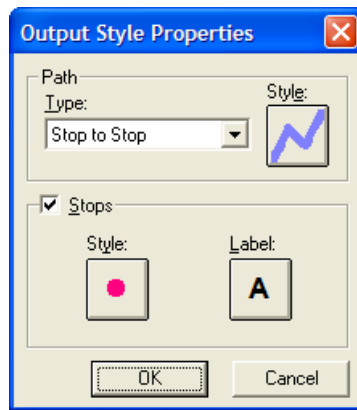 Output Style Properties
Path
Type:
Style:
Stop to Stop
Stops
Style:
Label:
A
OK
Cancel